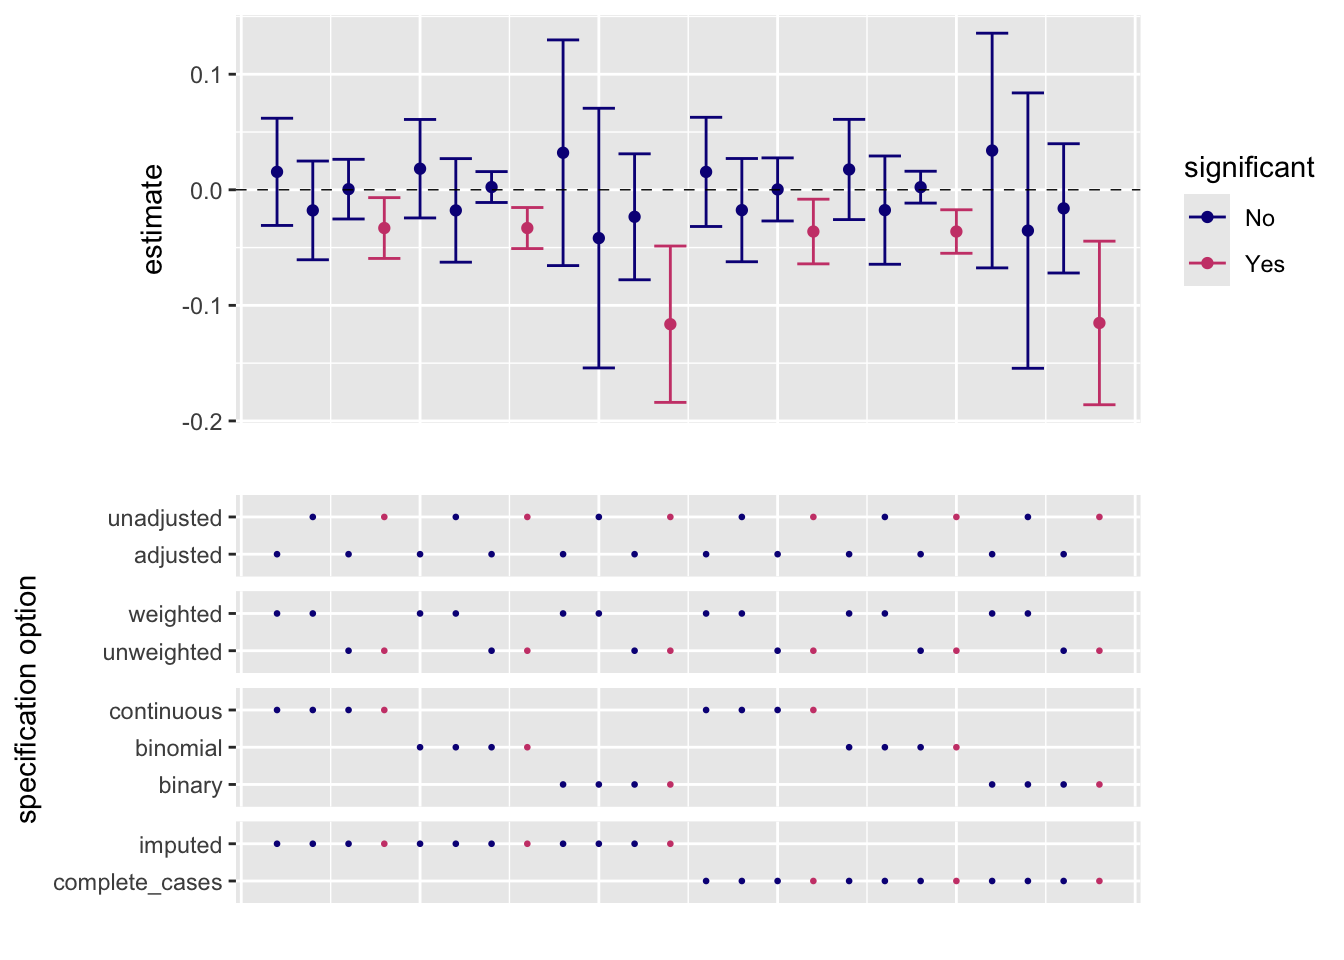 estimate
0.1
0.0
-0.1
-0.2
significant
No
Yes
specification option
unadjusted
adjusted
weighted
unweighted
continuous
binomial
binary
imputed
complete_cases